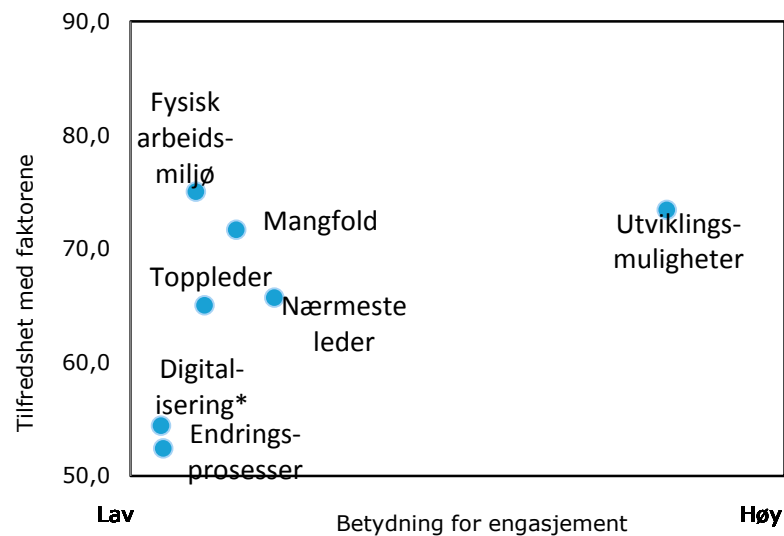 90,0
80,0
70,0
60,0
50,0
Tilfredshet med faktorene
Fysisk
arbeids-
miljø
Mangfold
Utviklings-
muligheter
Toppleder
Nærmeste
leder
Digital-
isering*
Endrings-
prosesser
Lav
Betydning for engasjement
Høy